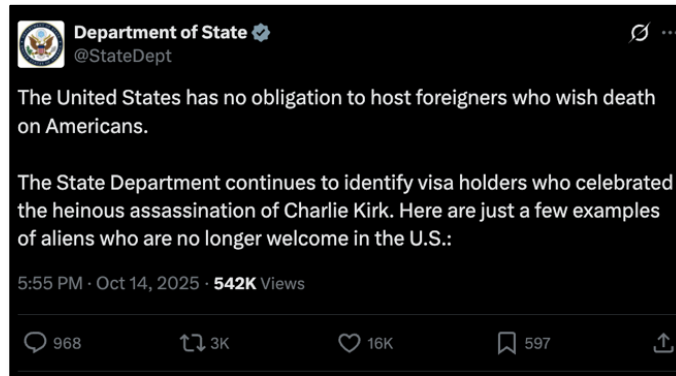 Department of State
@StateDept
The United States has no obligation to host foreigners who wish death
on Americans.
The State Department continues to identify visa holders who celebrated
the heinous assassination of Charlie Kirk. Here are just a few examples
of aliens who are no longer welcome in the U.S.:
5:55 PM · Oct 14, 2025 · 542K Views
968 3K 16K 597